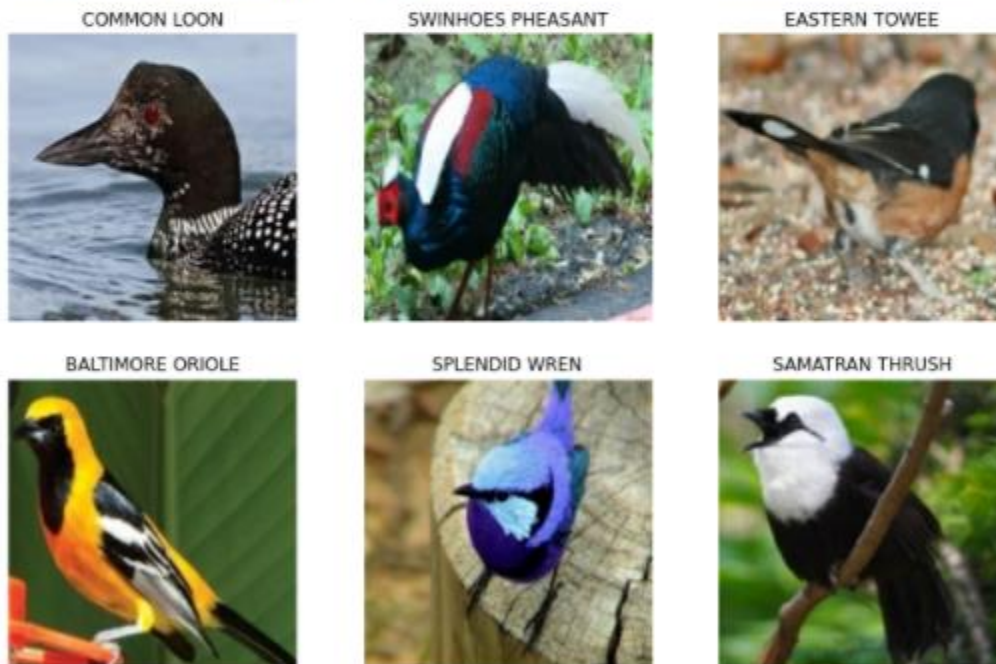 COMMON LOON
SWINHOES PHEASANT
EASTERN TOWEE
BALTIMORE ORIOLE
SPLENDID WREN
SAMATRAN THRUSH